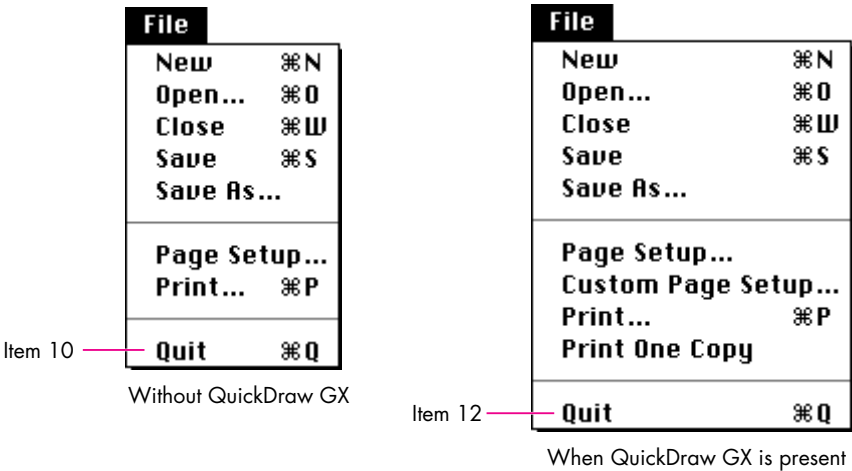 File
New ⌘N
Open... ⌘O
Close ⌘W
Save ⌘S
Save As...
Page Setup...
Print... ⌘P
Item 10
Quit ⌘Q
Without QuickDraw GX
File
New ⌘N
Open... ⌘O
Close ⌘W
Save ⌘S
Save As...
Page Setup...
Custom Page Setup...
Print... ⌘P
Print One Copy
Item 12
Quit ⌘Q
When QuickDraw GX is present